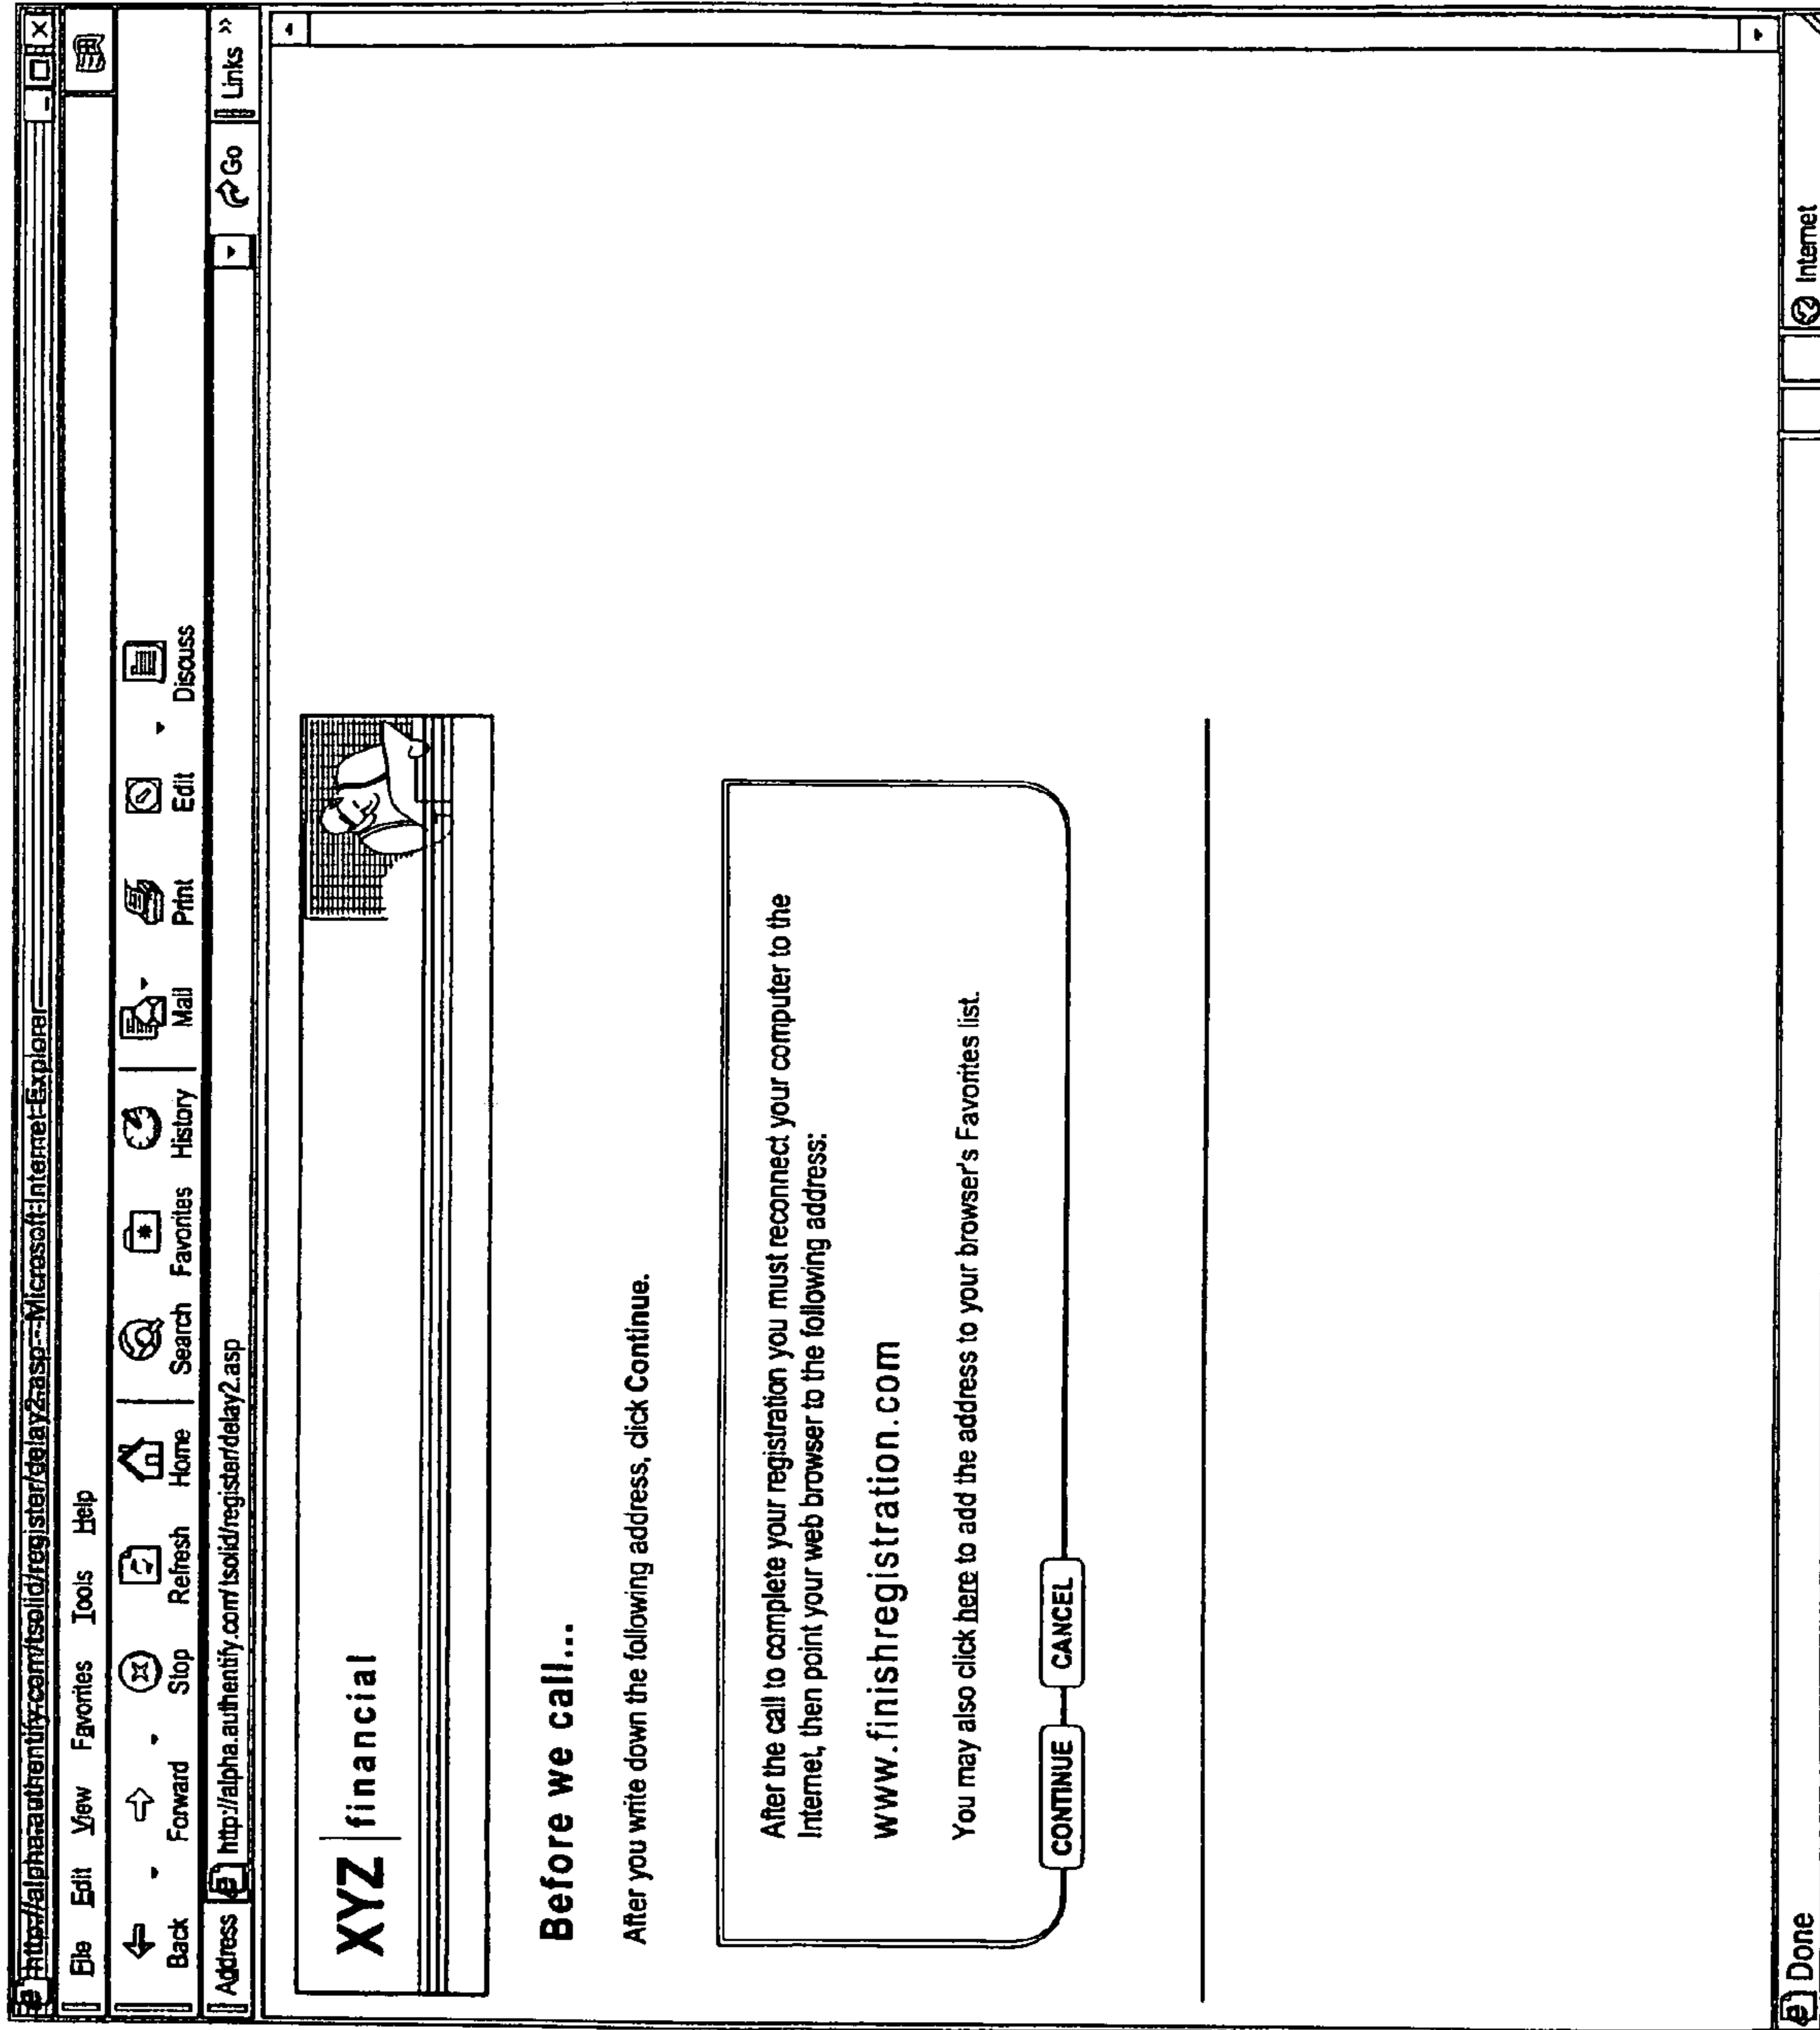 http://alpha.authentify.com/tsolid/register/delay2.asp - Microsoft Internet Explorer
File Edit View Favorites Tools Help
Back Forward Stop Refresh Home Search Favorites History Mail Print Edit Discuss
Address http://alpha.authentify.com/tsolid/register/delay2.asp Go Links »
XYZ financial
Before we call...
After you write down the following address, click Continue.
After the call to complete your registration you must reconnect your computer to the
Internet, then point your web browser to the following address:
www.finishregistration.com
You may also click here to add the address to your browser's Favorites list.
CONTINUE CANCEL
Done Internet